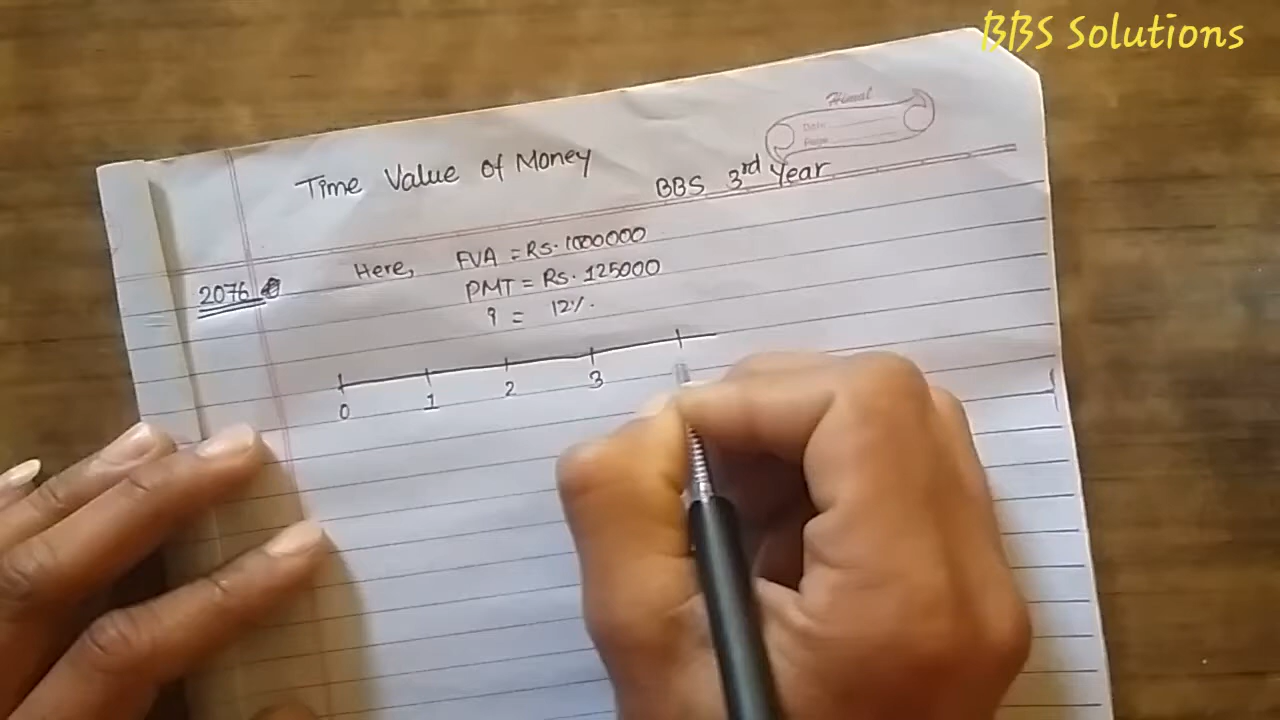 BBS Solutions
Himal
Date
Page
Time Value of Money
BBS 3rd Year
2076
Here, FVA = Rs. 1000000
PMT = Rs. 125000
i = 12%.
0 1 2 3